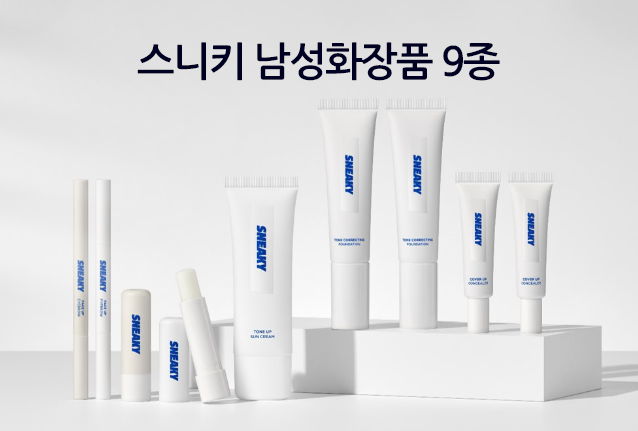 스니키 남성화장품 9종
SNEAKY
SNEAKY
SNEAKY
SNEAKY
SNEAKY
TONE UP
SUN CREAM
SNEAKY
TONE CORRECTING
FOUNDATION
SNEAKY
TONE CORRECTING
FOUNDATION
SNEAKY
COVER UP
CONCEALER
SNEAKY
COVER UP
CONCEALER